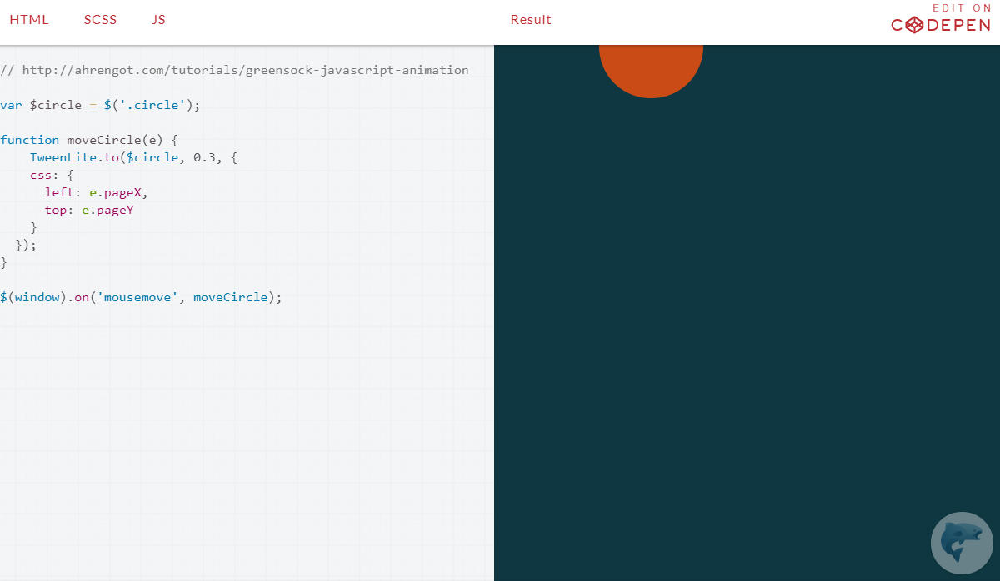 HTML SCSS JS Result EDIT ON
CODEPEN
// http://ahrengot.com/tutorials/greensock-javascript-animation
var $circle = $('.circle');
function moveCircle(e) {
    TweenLite.to($circle, 0.3, {
    css: {
      left: e.pageX,
      top: e.pageY
    }
  });
}
$(window).on('mousemove', moveCircle);